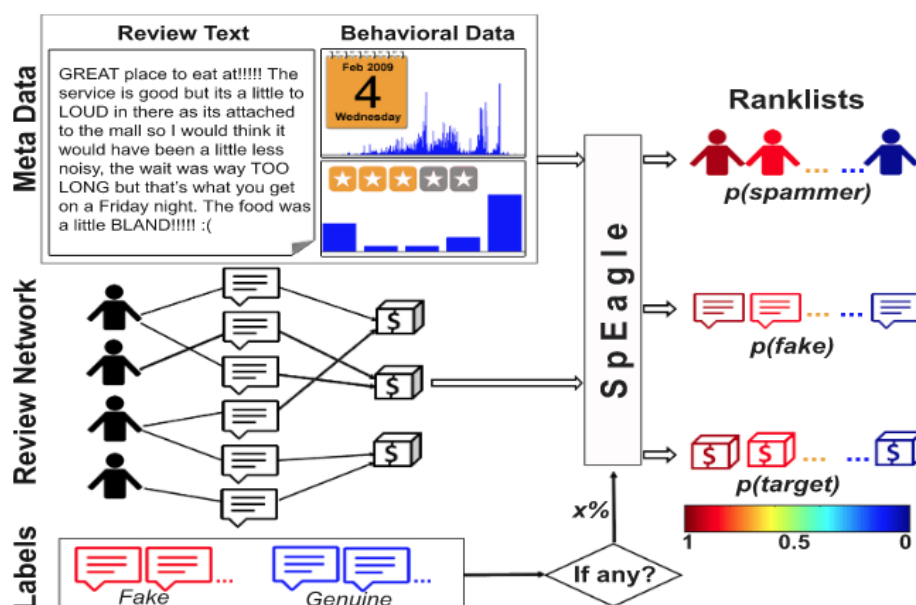 Meta Data
Review Text
GREAT place to eat at!!!!! The
service is good but its a little to
LOUD in there as its attached
to the mall so I would think it
would have been a little less
noisy, the wait was way TOO
LONG but that's what you get
on a Friday night. The food was
a little BLAND!!!!! :(
Behavioral Data
Feb 2009
4
Wednesday
Review Network
$
$
$
Labels
Fake
...
Genuine
...
If any?
x%
SpEagle
Ranklists
... ...
p(spammer)
... ...
p(fake)
$ $ ... ... $
p(target)
1 0.5 0